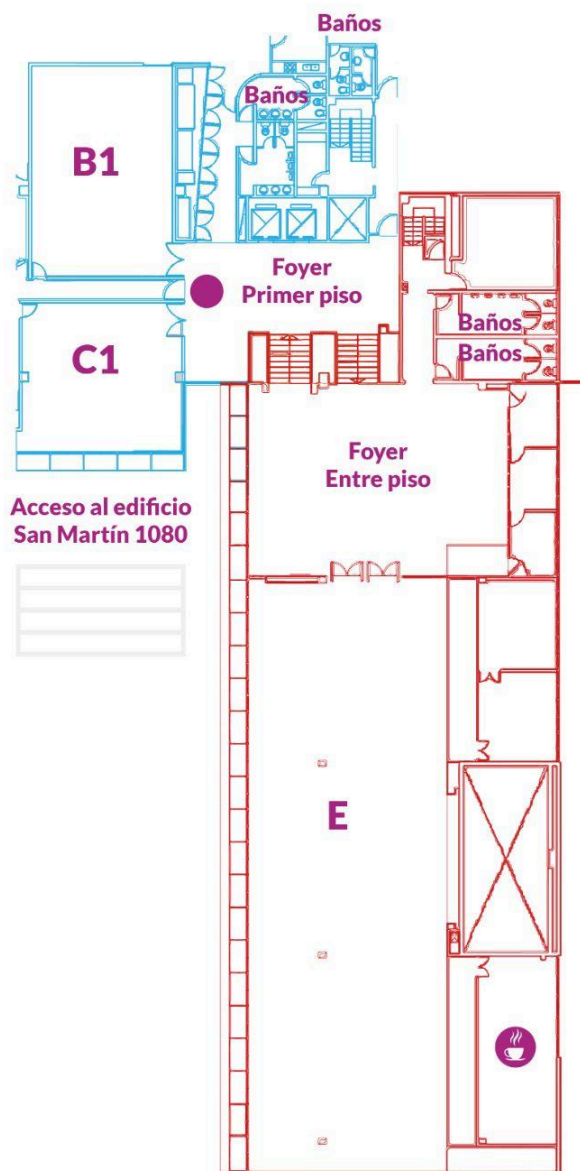 Baños
Baños
B1
Foyer
Primer piso
Baños
Baños
C1
Foyer
Entre piso
Acceso al edificio
San Martín 1080
E